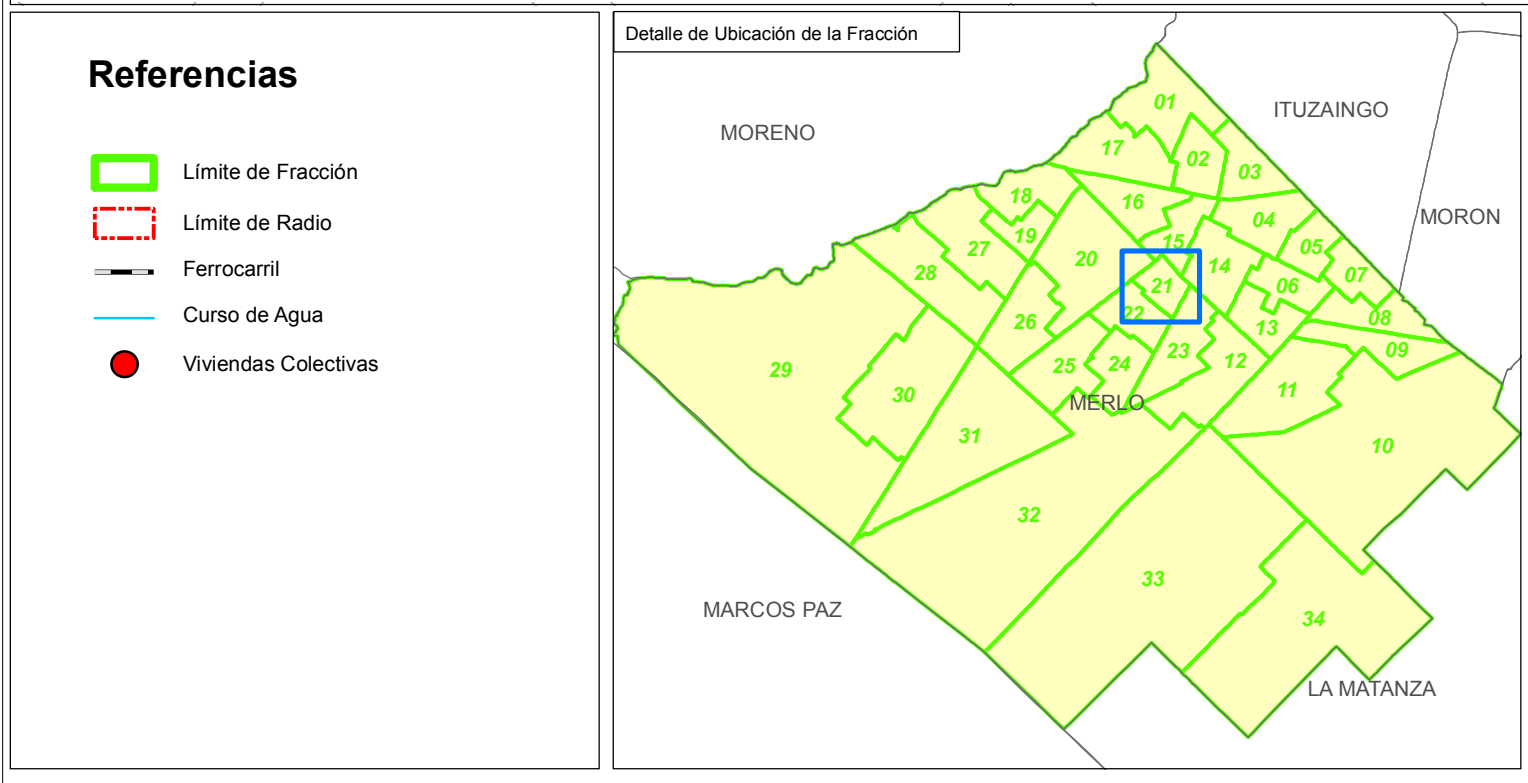 Referencias
Límite de Fracción
Límite de Radio
Ferrocarril
Curso de Agua
Viviendas Colectivas
Detalle de Ubicación de la Fracción
01
ITUZAINGO
MORENO
17
02
03
18
16
MORON
04
19
15
05
27
20
14
28
07
21
06
22
08
26
13
23
09
25
24
12
29
11
30
MERLO
31
10
32
33
MARCOS PAZ
34
LA MATANZA